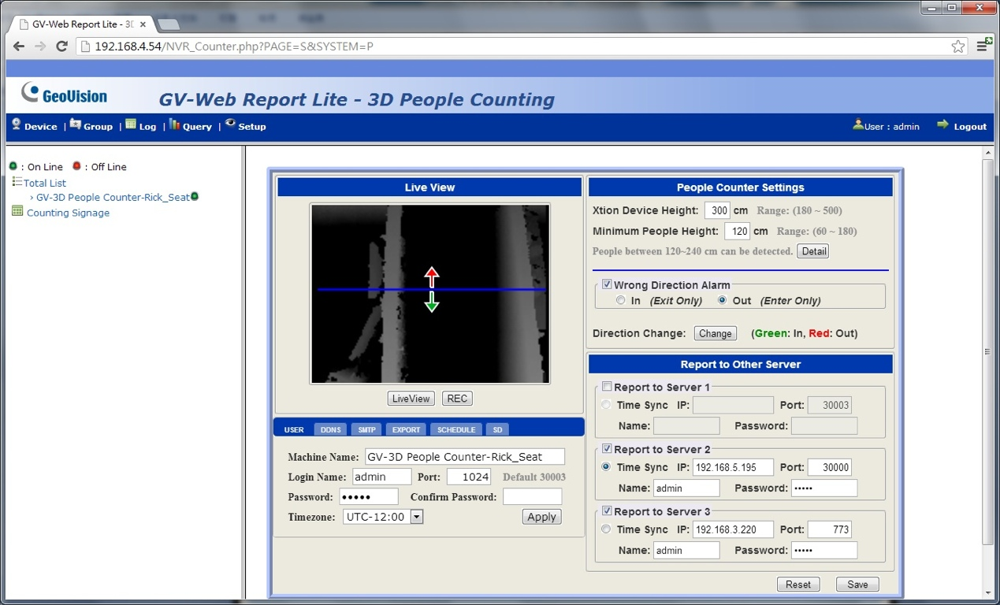 GV-Web Report Lite - 3D
192.168.4.54/NVR_Counter.php?PAGE=S&SYSTEM=P
GeoVision
GV-Web Report Lite - 3D People Counting
Device | Group | Log | Query | Setup
User : admin Logout
: On Line : Off Line
Total List
› GV-3D People Counter-Rick_Seat
Counting Signage
Live View
LiveView REC
USER DDNS SMTP EXPORT SCHEDULE SD
Machine Name: GV-3D People Counter-Rick_Seat
Login Name: admin Port: 1024 Default 30003
Password: ••••• Confirm Password:
Timezone: UTC-12:00 Apply
People Counter Settings
Xtion Device Height: 300 cm Range: (180 ~ 500)
Minimum People Height: 120 cm Range: (60 ~ 180)
People between 120~240 cm can be detected. Detail
Wrong Direction Alarm
In (Exit Only) Out (Enter Only)
Direction Change: Change (Green: In, Red: Out)
Report to Other Server
Report to Server 1
Time Sync IP: Port: 30003
Name: Password:
Report to Server 2
Time Sync IP: 192.168.5.195 Port: 30000
Name: admin Password: •••••
Report to Server 3
Time Sync IP: 192.168.3.220 Port: 773
Name: admin Password: •••••
Reset Save